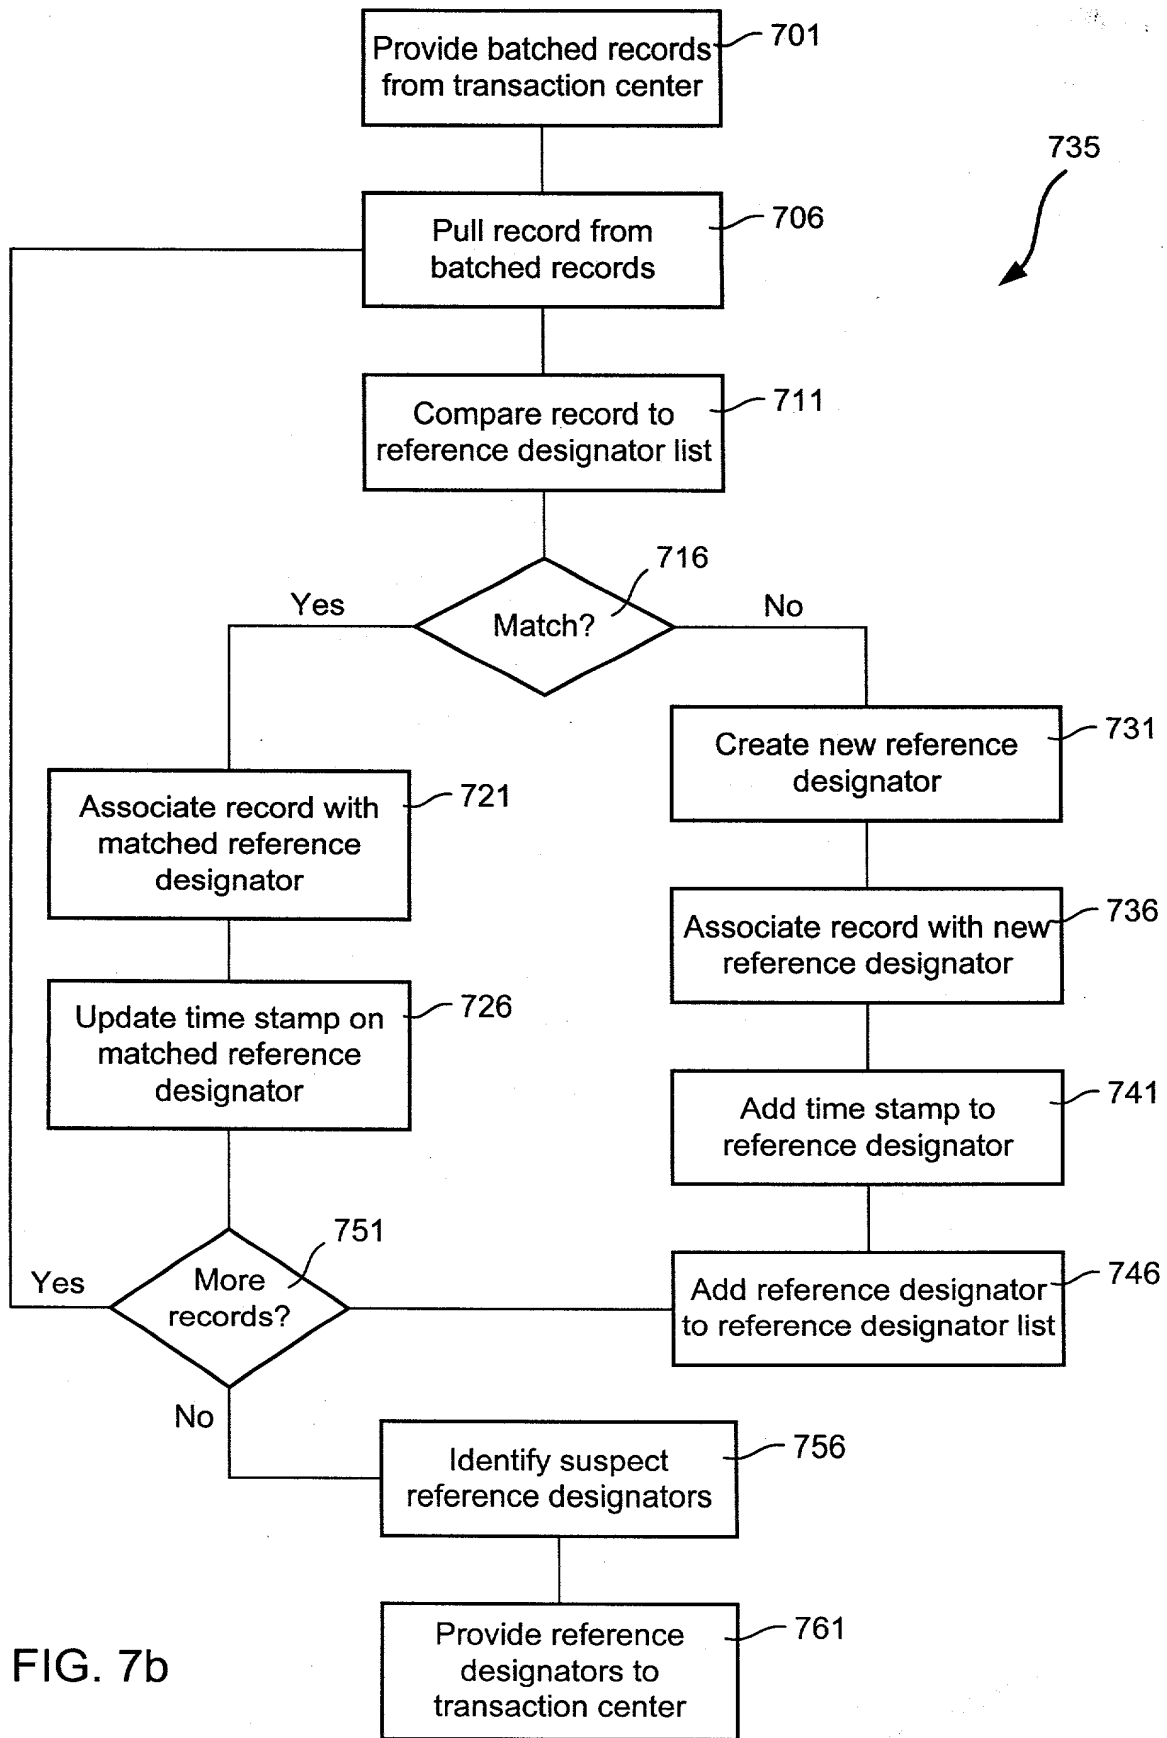 Provide batched records
from transaction center
701
735
Pull record from
batched records
706
Compare record to
reference designator list
711
Match?
716
Yes
No
Create new reference
designator
731
Associate record with
matched reference
designator
721
Associate record with new
reference designator
736
Update time stamp on
matched reference
designator
726
Add time stamp to
reference designator
741
More
records?
751
Yes
No
Add reference designator
to reference designator list
746
Identify suspect
reference designators
756
Provide reference
designators to
transaction center
761
FIG. 7b